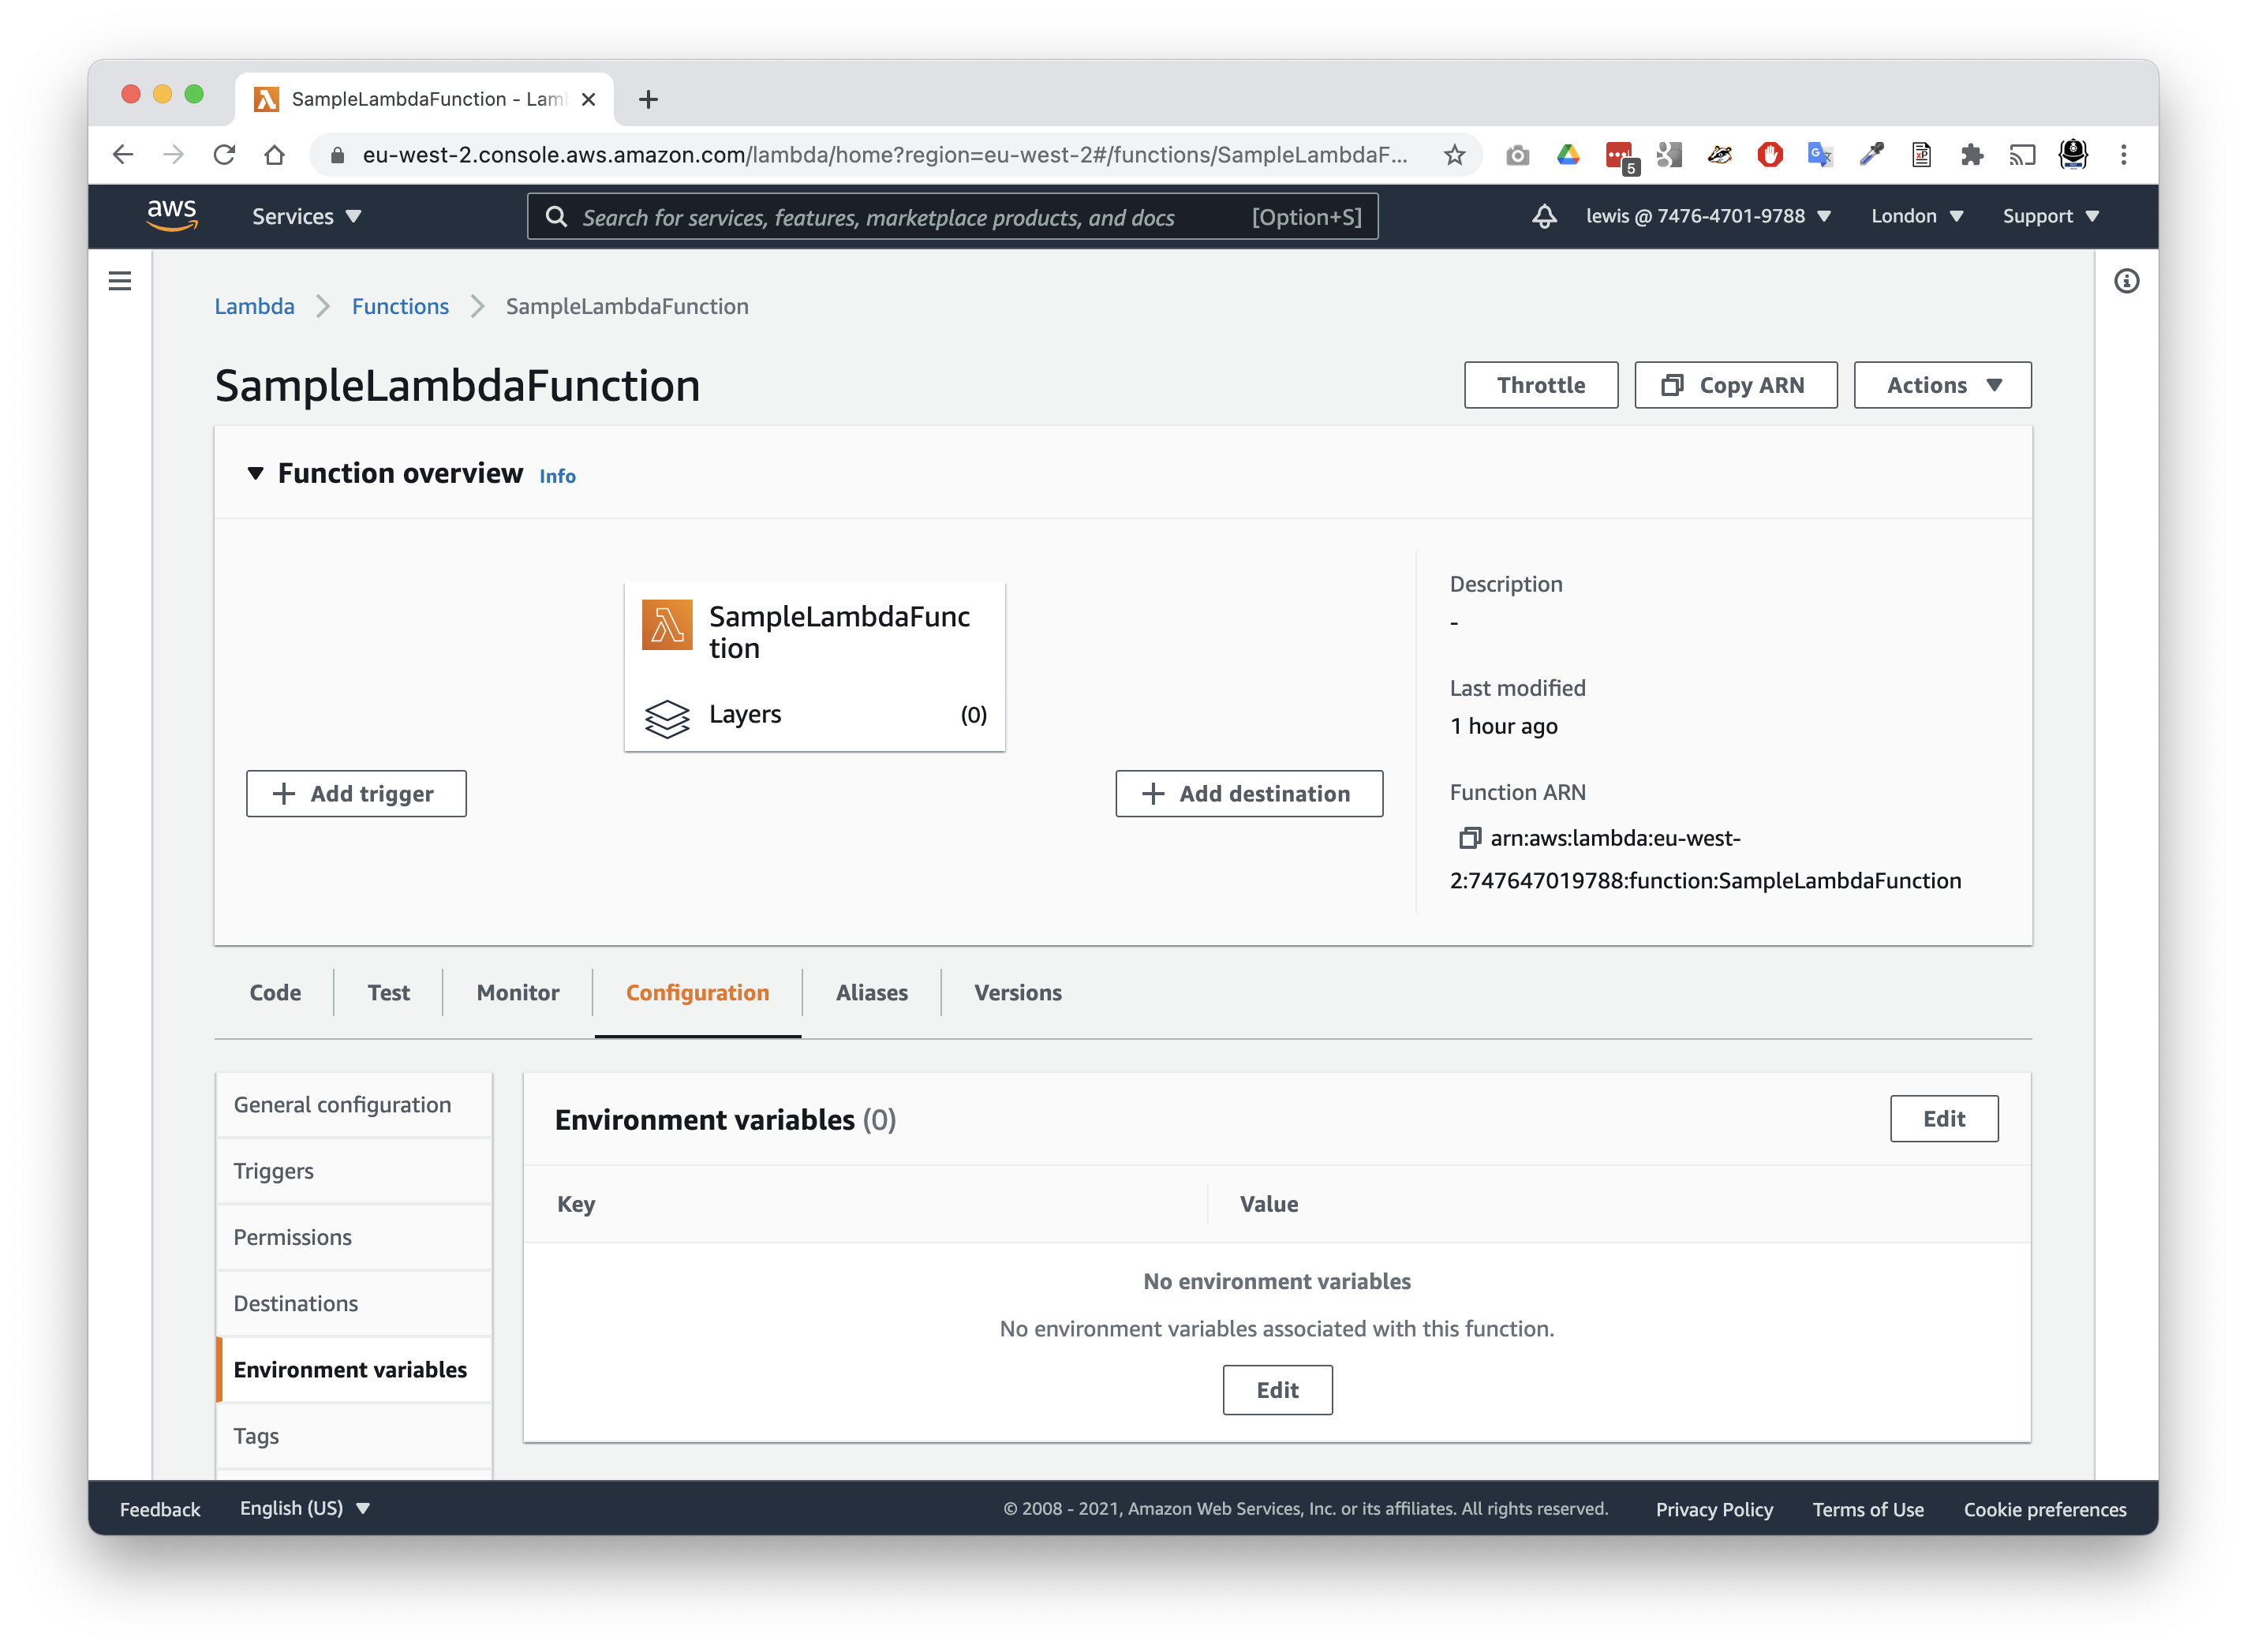 SampleLambdaFunction - Lam
eu-west-2.console.aws.amazon.com/lambda/home?region=eu-west-2#/functions/SampleLambdaF...
5
aws
Services
Search for services, features, marketplace products, and docs [Option+S]
lewis @ 7476-4701-9788
London
Support
Lambda
Functions
SampleLambdaFunction
SampleLambdaFunction
Throttle
Copy ARN
Actions
Function overview Info
SampleLambdaFunc
tion
Layers (0)
Add trigger
Add destination
Description
-
Last modified
1 hour ago
Function ARN
arn:aws:lambda:eu-west-
2:747647019788:function:SampleLambdaFunction
Code
Test
Monitor
Configuration
Aliases
Versions
General configuration
Triggers
Permissions
Destinations
Environment variables
Tags
Environment variables (0)
Edit
Key
Value
No environment variables
No environment variables associated with this function.
Edit
Feedback
English (US)
© 2008 - 2021, Amazon Web Services, Inc. or its affiliates. All rights reserved.
Privacy Policy
Terms of Use
Cookie preferences